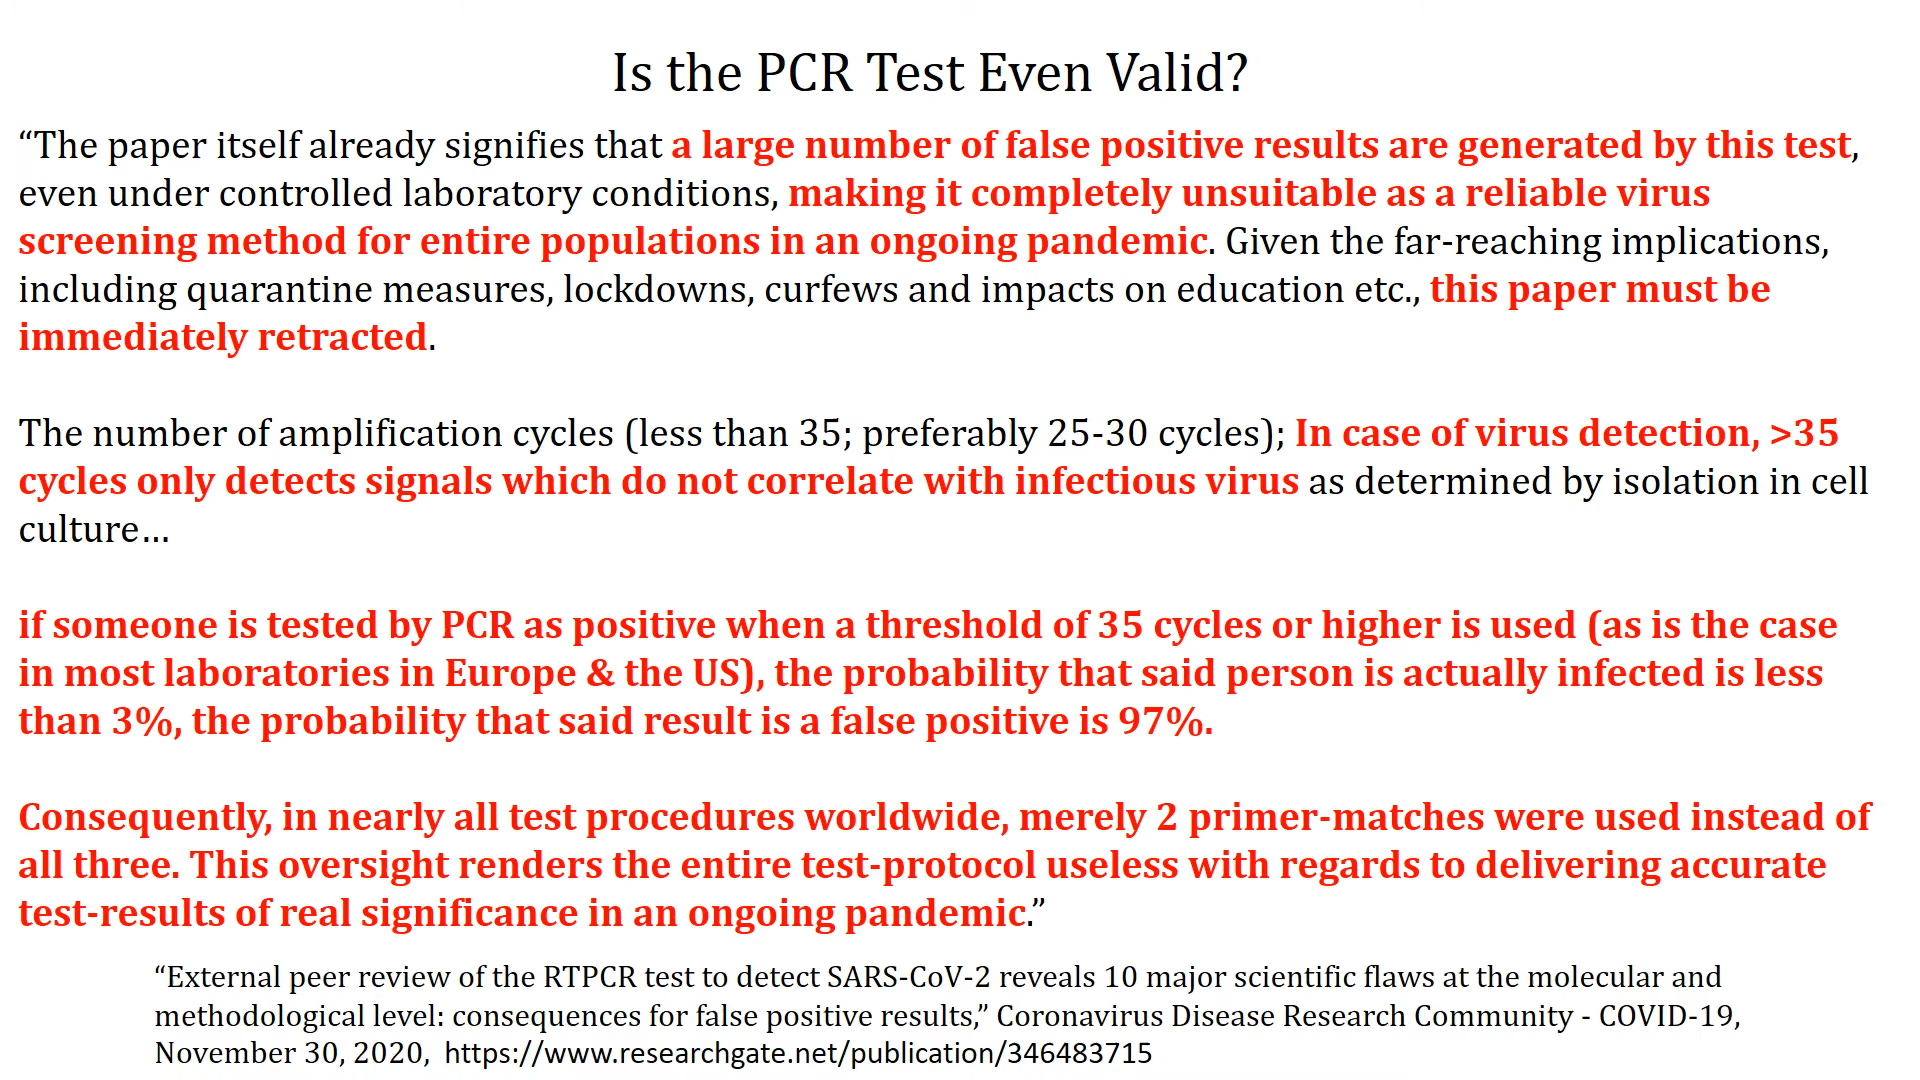 Is the PCR Test Even Valid?
“The paper itself already signifies that a large number of false positive results are generated by this test,
even under controlled laboratory conditions, making it completely unsuitable as a reliable virus
screening method for entire populations in an ongoing pandemic. Given the far-reaching implications,
including quarantine measures, lockdowns, curfews and impacts on education etc., this paper must be
immediately retracted.
The number of amplification cycles (less than 35; preferably 25-30 cycles); In case of virus detection, >35
cycles only detects signals which do not correlate with infectious virus as determined by isolation in cell
culture…
if someone is tested by PCR as positive when a threshold of 35 cycles or higher is used (as is the case
in most laboratories in Europe & the US), the probability that said person is actually infected is less
than 3%, the probability that said result is a false positive is 97%.
Consequently, in nearly all test procedures worldwide, merely 2 primer-matches were used instead of
all three. This oversight renders the entire test-protocol useless with regards to delivering accurate
test-results of real significance in an ongoing pandemic.”
“External peer review of the RTPCR test to detect SARS-CoV-2 reveals 10 major scientific flaws at the molecular and
methodological level: consequences for false positive results,” Coronavirus Disease Research Community - COVID-19,
November 30, 2020, https://www.researchgate.net/publication/346483715